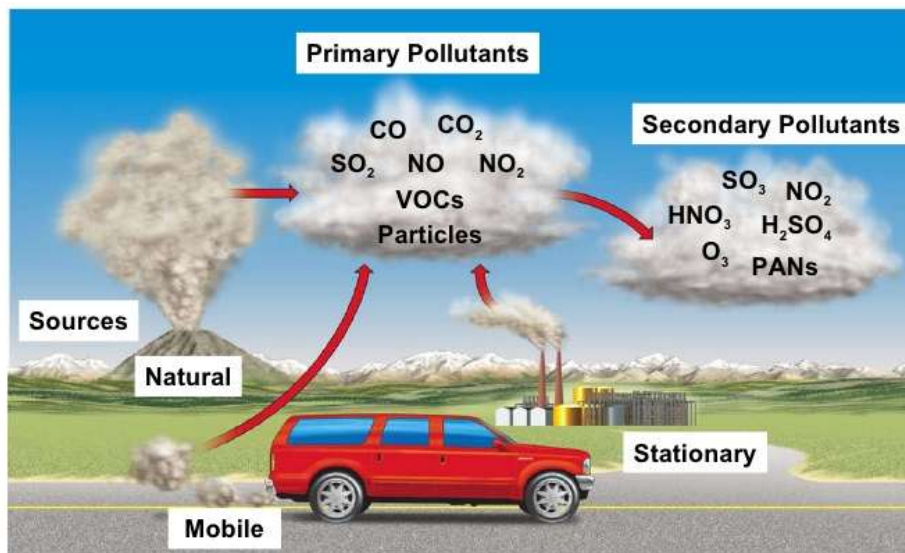 Primary Pollutants
CO CO₂
SO₂ NO NO₂
VOCs
Particles
Secondary Pollutants
SO₃ NO₂
HNO₃ H₂SO₄
O₃ PANs
Sources
Natural
Stationary
Mobile